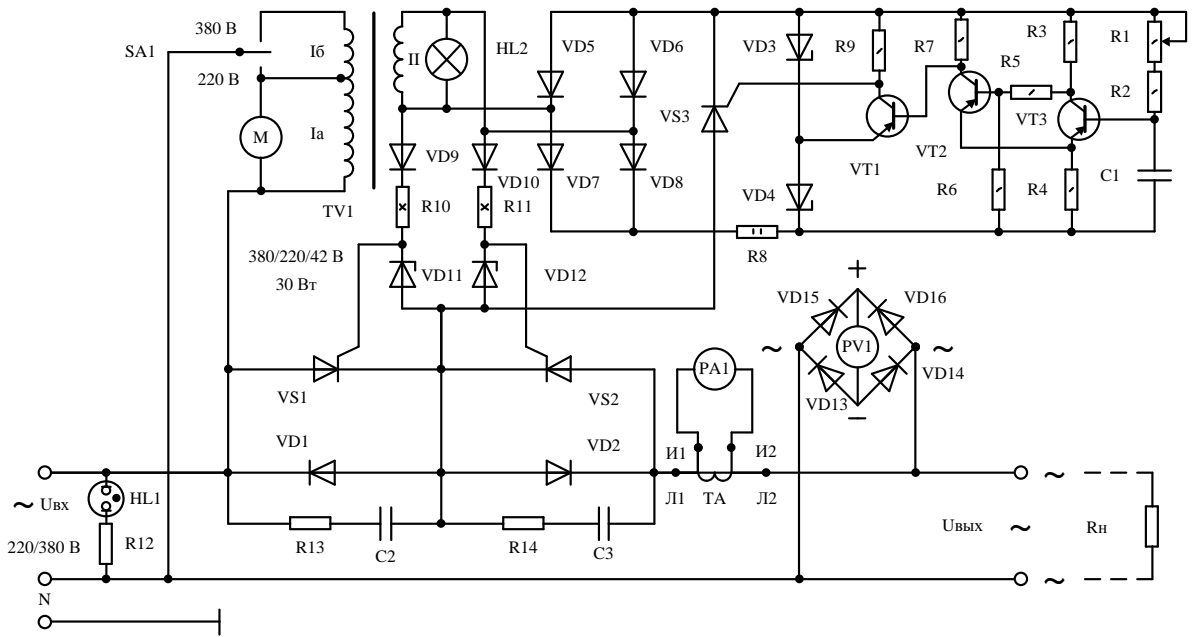 380 В
SA1
220 В
М
Iб
Iа
TV1
380/220/42 В
30 Вт
II
HL2
VD5
VD6
VD3
R9
R7
R3
R1
R5
R2
VS3
VT3
VT1
VT2
VD9
VD10
VD7
VD8
VD4
R6
R4
C1
R10
R11
R8
VD11
VD12
+
VD15
VD16
~
PV1
~
PA1
VD14
VD13
VS1
VS2
–
VD1
VD2
И1
И2
Л1
ТА
Л2
~ Uвх
HL1
220/380 В
R12
R13
C2
R14
C3
Uвых
~
~
Rн
~
N